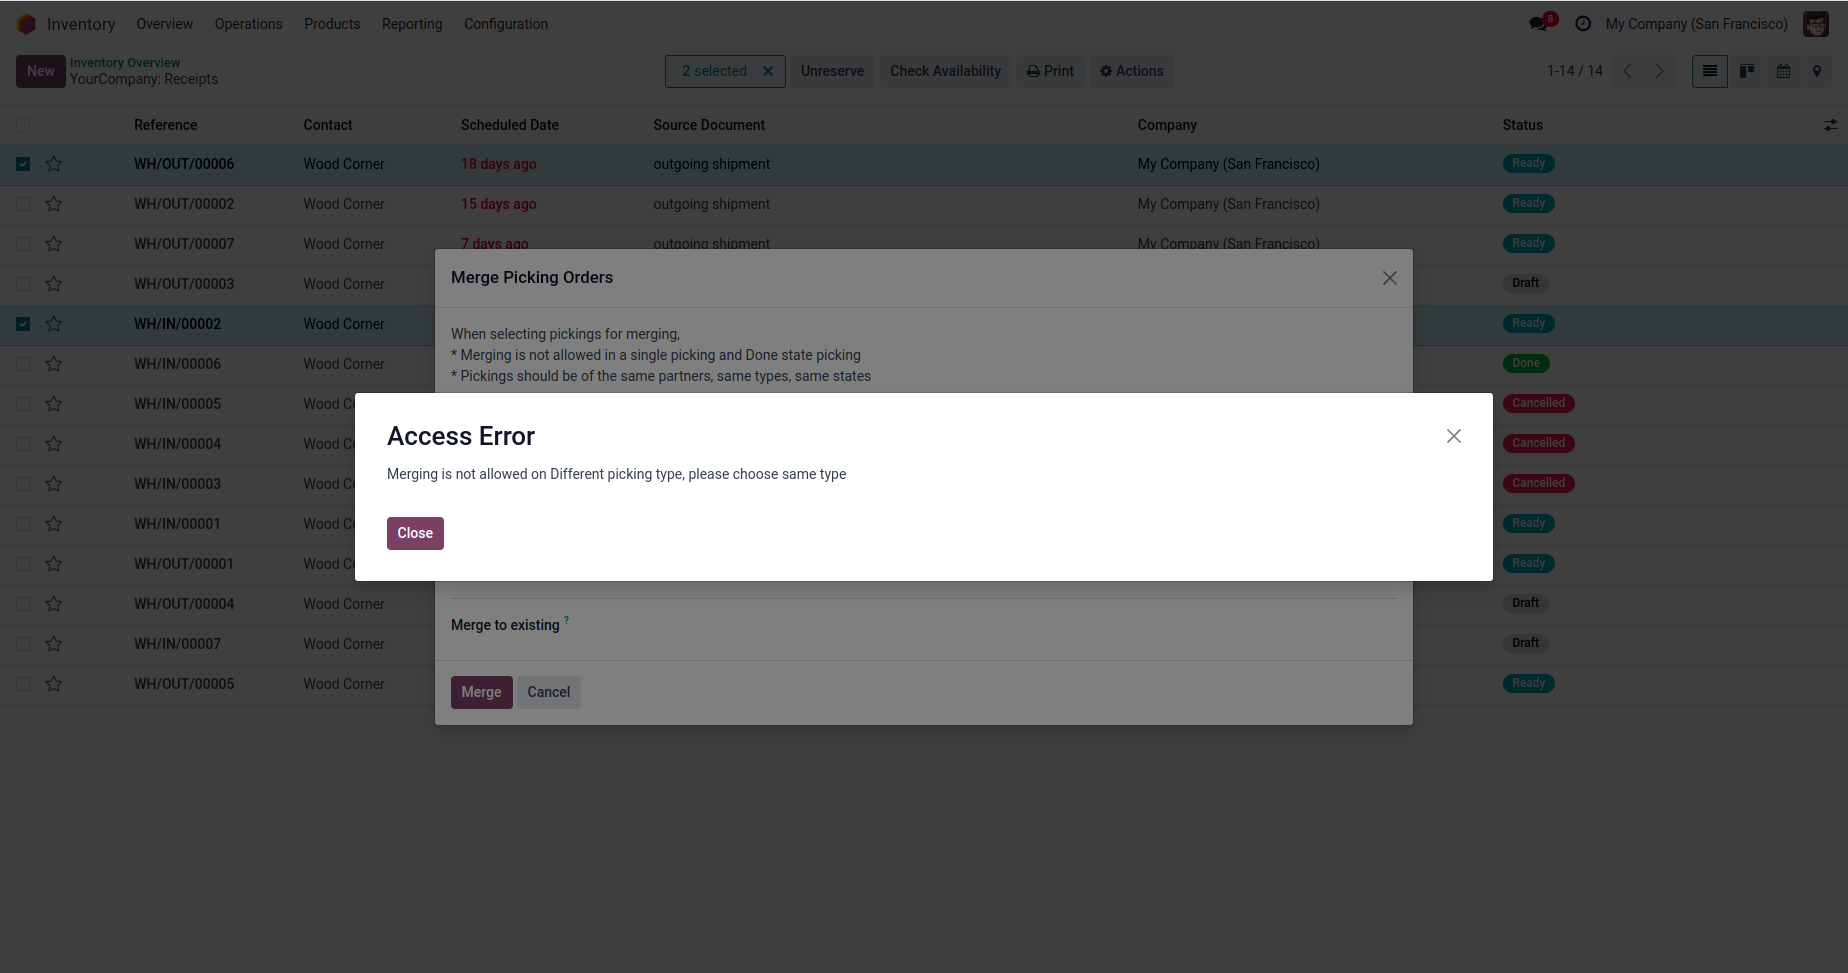 Inventory Overview Operations Products Reporting Configuration 8 My Company (San Francisco)
New Inventory Overview 2 selected × Unreserve Check Availability Print Actions 1-14 / 14
YourCompany: Receipts
Reference Contact Scheduled Date Source Document Company Status
WH/OUT/00006 Wood Corner 18 days ago outgoing shipment My Company (San Francisco) Ready
WH/OUT/00002 Wood Corner 15 days ago outgoing shipment My Company (San Francisco) Ready
WH/OUT/00007 Wood Corner 7 days ago outgoing shipment My Company (San Francisco) Ready
WH/OUT/00003 Wood Corner Draft
WH/IN/00002 Wood Corner Ready
WH/IN/00006 Wood Corner Done
WH/IN/00005 Wood C Cancelled
WH/IN/00004 Wood C Cancelled
WH/IN/00003 Wood C Cancelled
WH/IN/00001 Wood C Ready
WH/OUT/00001 Wood C Ready
WH/OUT/00004 Wood Corner Draft
WH/IN/00007 Wood Corner Draft
WH/OUT/00005 Wood Corner Ready
Merge Picking Orders
When selecting pickings for merging,
* Merging is not allowed in a single picking and Done state picking
* Pickings should be of the same partners, same types, same states
Access Error
Merging is not allowed on Different picking type, please choose same type
Close
Merge to existing ?
Merge Cancel